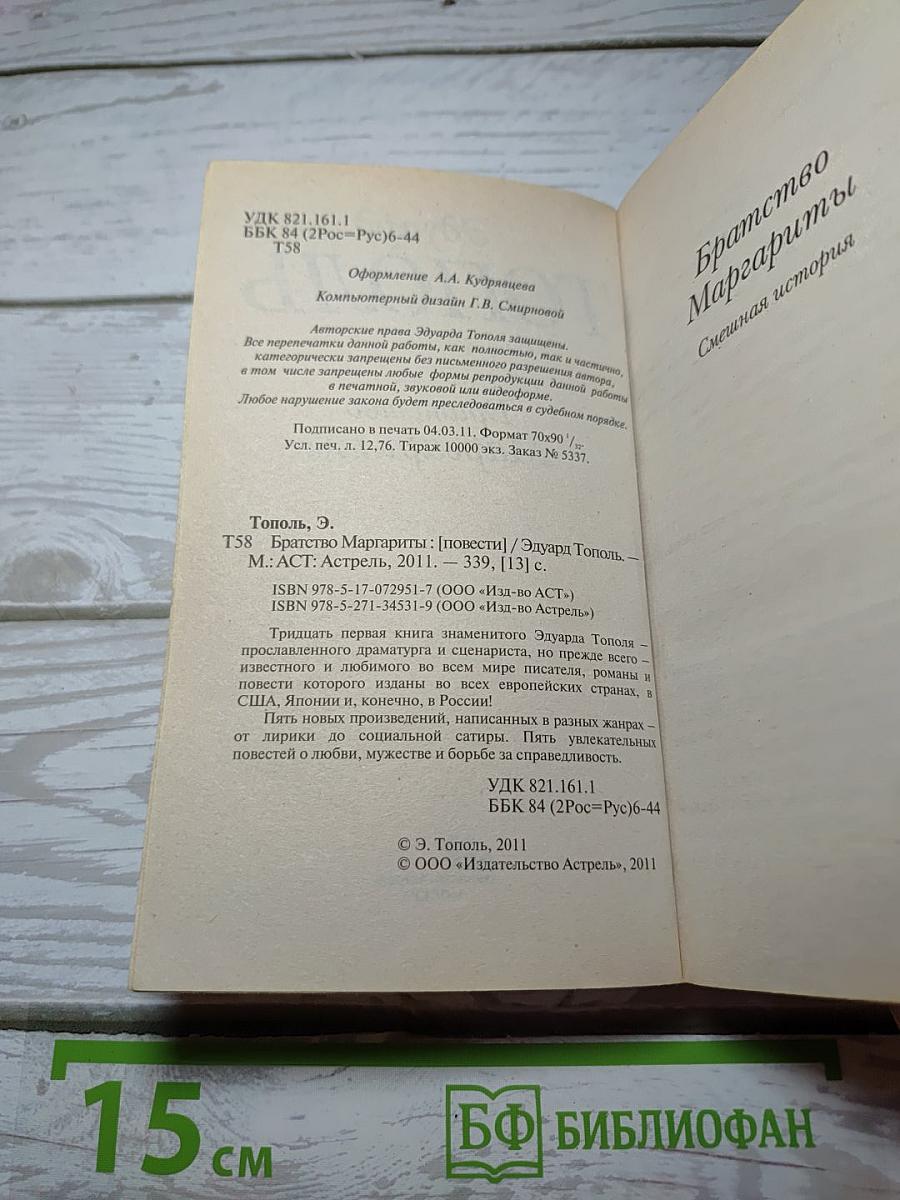 УДК 821.161.1
ББК 84 (2Рос=Рус)6-44
Т58
Оформление А.А. Кудрявцева
Компьютерный дизайн Г.В. Смирновой
Авторские права Эдуарда Тополя защищены.
Все перепечатки данной работы, как полностью, так и частично,
категорически запрещены без письменного разрешения автора,
в том числе запрещены любые формы репродукции данной работы
в печатной, звуковой или видеоформе.
Любое нарушение закона будет преследоваться в судебном порядке.
Подписано в печать 04.03.11. Формат 70х90 1/32.
Усл. печ. л. 12,76. Тираж 10000 экз. Заказ № 5337.
Тополь, Э.
Т58 Братство Маргариты : [повести] / Эдуард Тополь. —
М.: АСТ: Астрель, 2011. — 339, [13] с.
ISBN 978-5-17-072951-7 (ООО «Изд-во АСТ»)
ISBN 978-5-271-34531-9 (ООО «Изд-во Астрель»)
Тридцать первая книга знаменитого Эдуарда Тополя –
прославленного драматурга и сценариста, но прежде всего –
известного и любимого во всем мире писателя, романы и
повести которого изданы во всех европейских странах, в
США, Японии и, конечно, в России!
Пять новых произведений, написанных в разных жанрах –
от лирики до социальной сатиры. Пять увлекательных
повестей о любви, мужестве и борьбе за справедливость.
УДК 821.161.1
ББК 84 (2Рос=Рус)6-44
© Э. Тополь, 2011
© ООО «Издательство Астрель», 2011
Братство
Маргариты
Смешная история
15 см
БФ БИБЛИОФАН